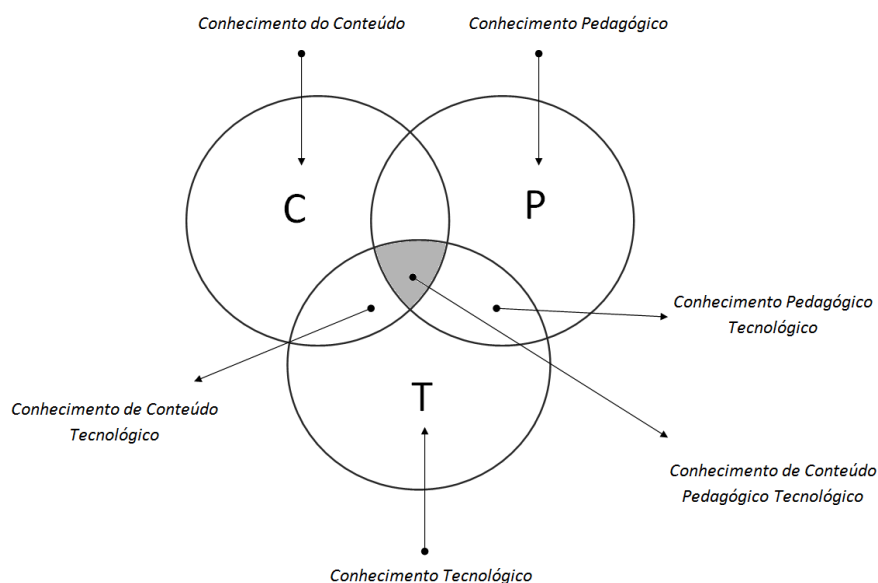 Conhecimento do Conteúdo
Conhecimento Pedagógico
C
P
Conhecimento Pedagógico
Tecnológico
T
Conhecimento de Conteúdo
Tecnológico
Conhecimento de Conteúdo
Pedagógico Tecnológico
Conhecimento Tecnológico